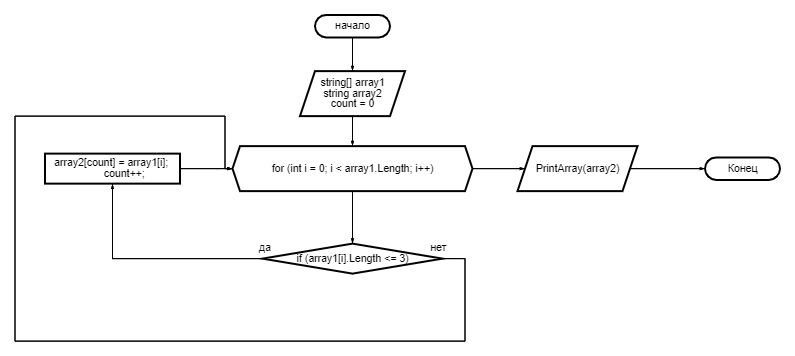 начало
string[] array1
string array2
count = 0
array2[count] = array1[i];
count++;
for (int i = 0; i < array1.Length; i++)
PrintArray(array2)
Конец
да
нет
if (array1[i].Length <= 3)